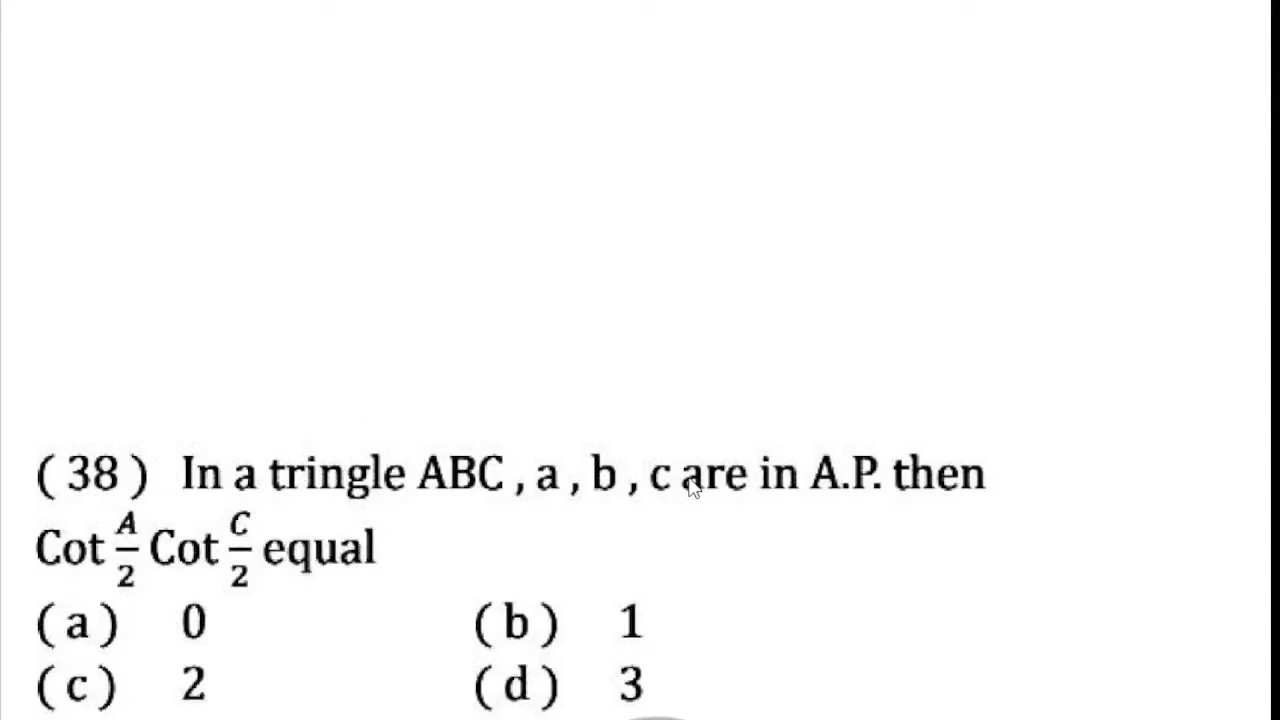 ( 38 ) In a tringle ABC , a , b , c are in A.P. then
Cot A/2 Cot C/2 equal
( a ) 0 ( b ) 1
( c ) 2 ( d ) 3